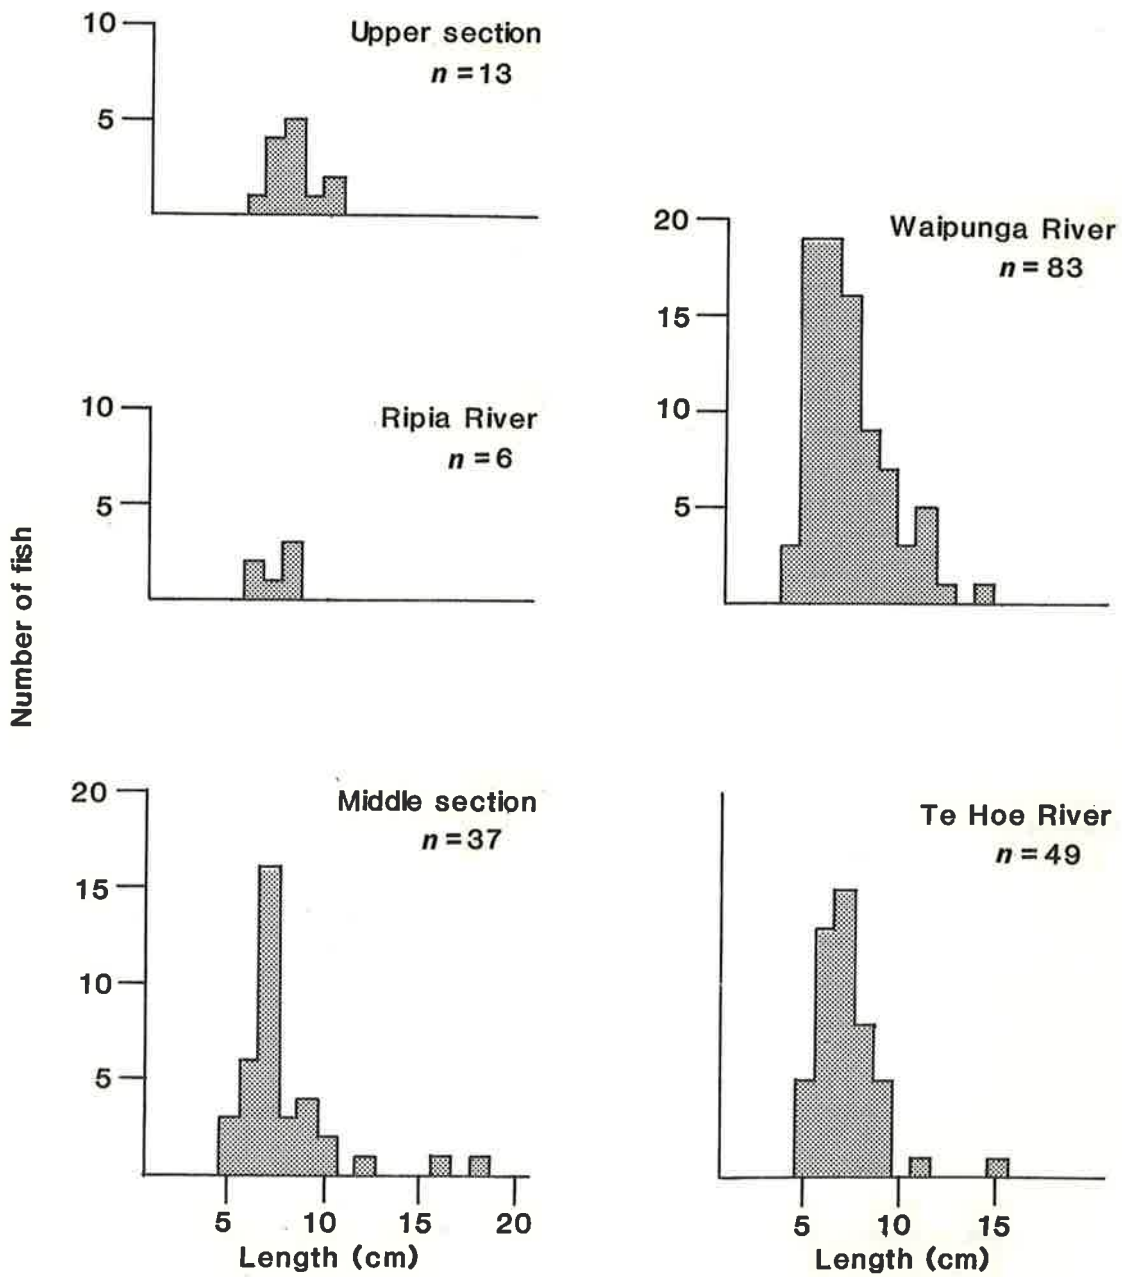 10
Upper section
n = 13
5
20
Waipunga River
n = 83
15
10
5
10
Ripia River
n = 6
5
Number of fish
20
Middle section
n = 37
15
10
5
5 10 15 20
Length (cm)
Te Hoe River
n = 49
5 10 15
Length (cm)